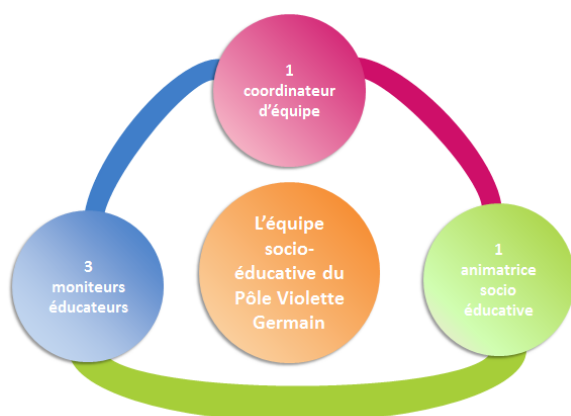 1
coordinateur
d'équipe
L'équipe
socio-
éducative du
Pôle Violette
Germain
3
moniteurs
éducateurs
1
animatrice
socio
éducative